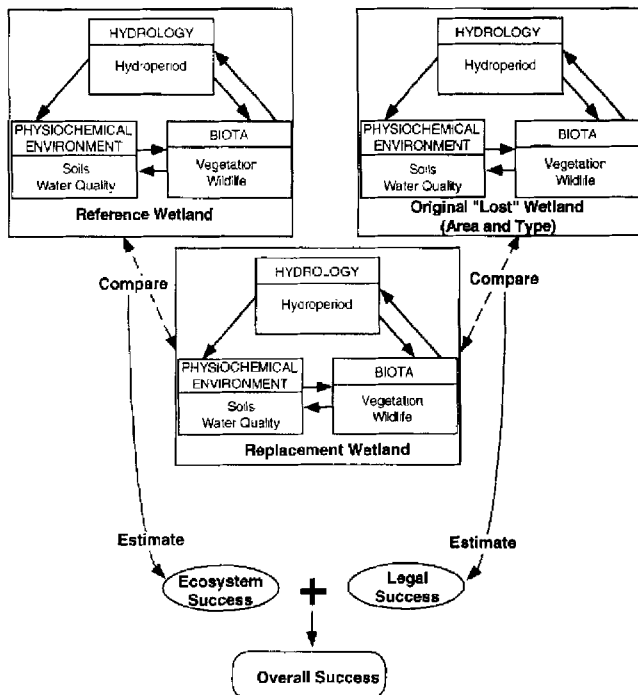 HYDROLOGY
Hydroperiod
PHYSIOCHEMICAL
ENVIRONMENT
Soils
Water Quality
BIOTA
Vegetation
Wildlife
Reference Wetland
HYDROLOGY
Hydroperiod
PHYSIOCHEMICAL
ENVIRONMENT
Soils
Water Quality
BIOTA
Vegetation
Wildlife
Original "Lost" Wetland
(Area and Type)
Compare
Compare
HYDROLOGY
Hydroperiod
PHYSIOCHEMICAL
ENVIRONMENT
Soils
Water Quality
BIOTA
Vegetation
Wildlife
Replacement Wetland
Estimate
Estimate
Ecosystem
Success
+
Legal
Success
Overall Success